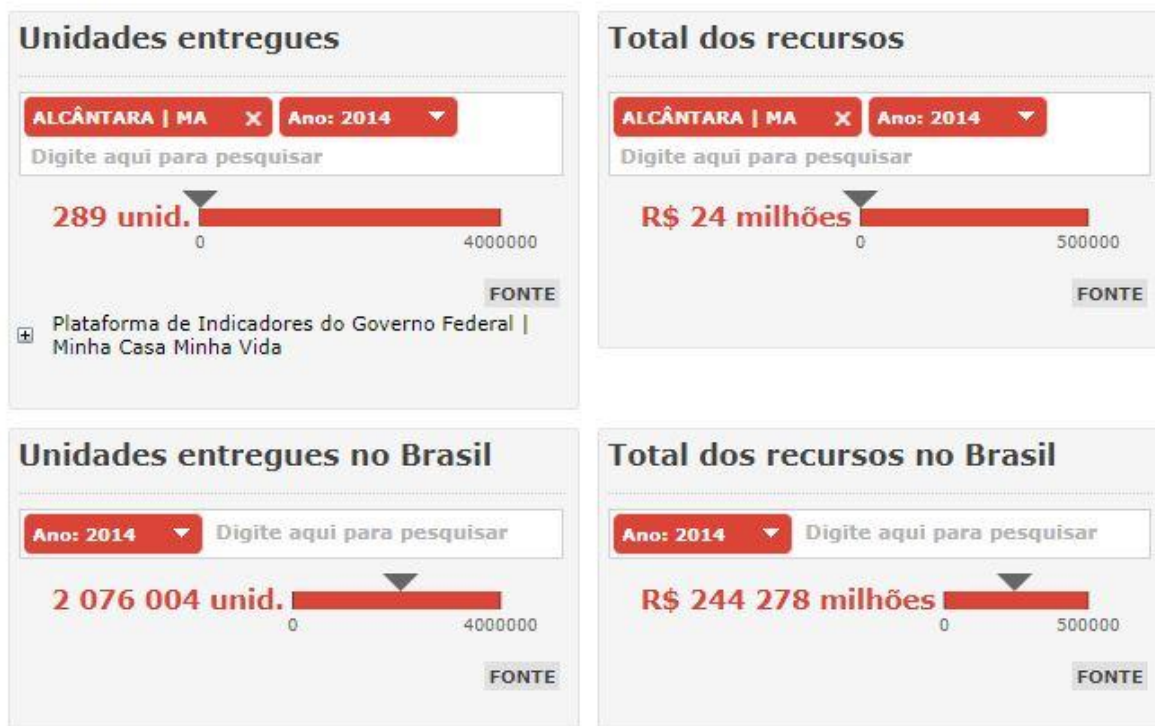 Unidades entregues
ALCÂNTARA | MA x Ano: 2014
Digite aqui para pesquisar
289 unid.
0 4000000
FONTE
Plataforma de Indicadores do Governo Federal |
Minha Casa Minha Vida
Total dos recursos
ALCÂNTARA | MA x Ano: 2014
Digite aqui para pesquisar
R$ 24 milhões
0 500000
FONTE
Unidades entregues no Brasil
Ano: 2014 Digite aqui para pesquisar
2 076 004 unid.
0 4000000
FONTE
Total dos recursos no Brasil
Ano: 2014 Digite aqui para pesquisar
R$ 244 278 milhões
0 500000
FONTE